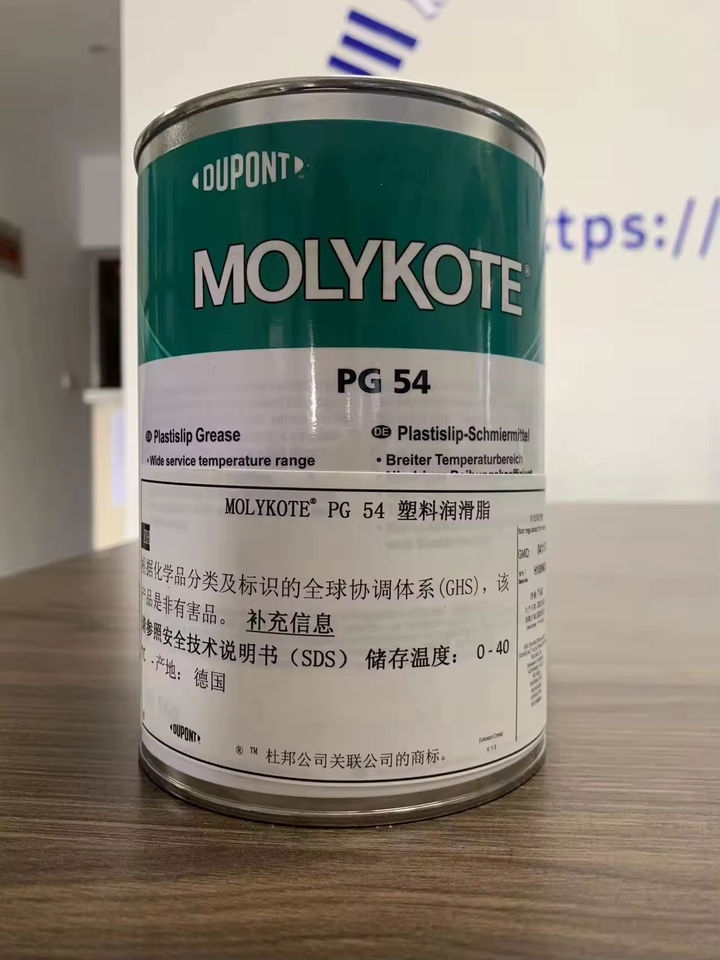 DUPONT
MOLYKOTE®
ttps://
PG 54
Plastislip Grease
• Wide service temperature range
DE Plastislip-Schmiermittel
• Breiter Temperaturbereich
MOLYKOTE® PG 54 塑料润滑脂
根据化学品分类及标识的全球协调体系(GHS)，该
产品是非有害品。 补充信息
请参照安全技术说明书（SDS） 储存温度： 0-40
℃ -产地： 德国
GMID:
DUPONT
® ™ 杜邦公司关联公司的商标。